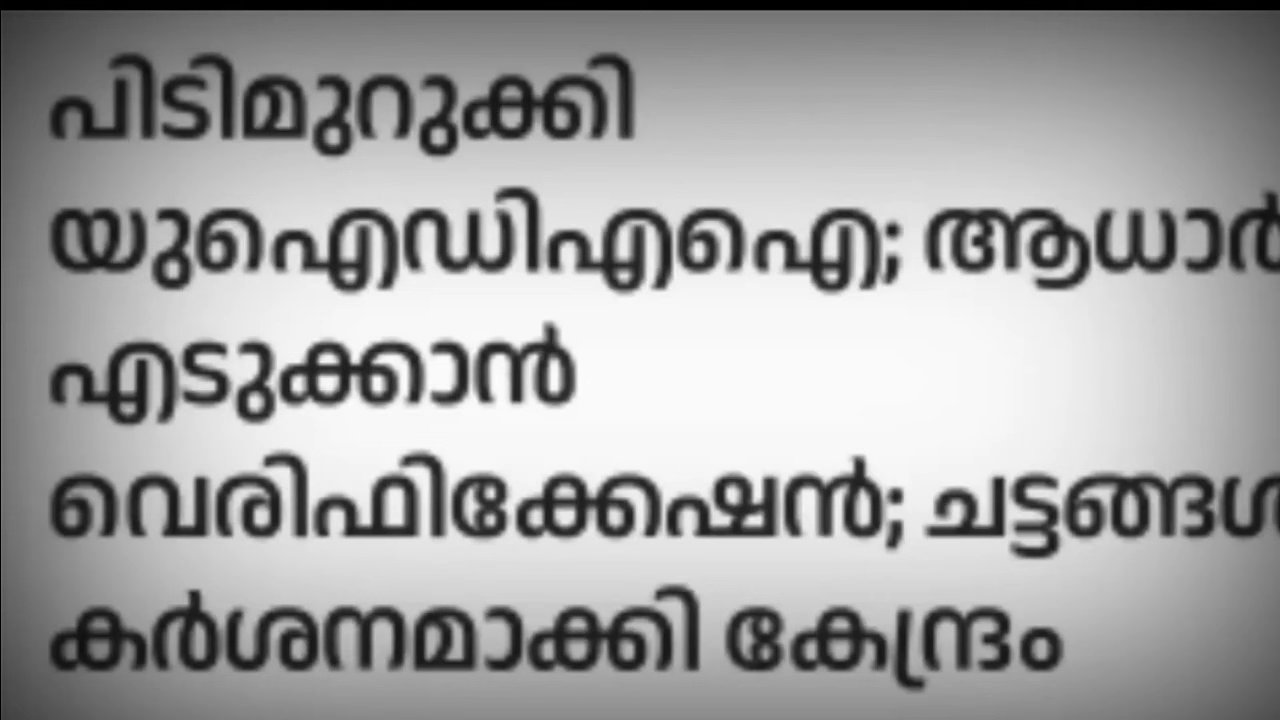 പിടിമുറുക്കി
യുഐഡിഎഐ; ആധാർ
എടുക്കാൻ
വെരിഫിക്കേഷൻ; ചട്ടങ്ങൾ
കർശനമാക്കി കേന്ദ്രം